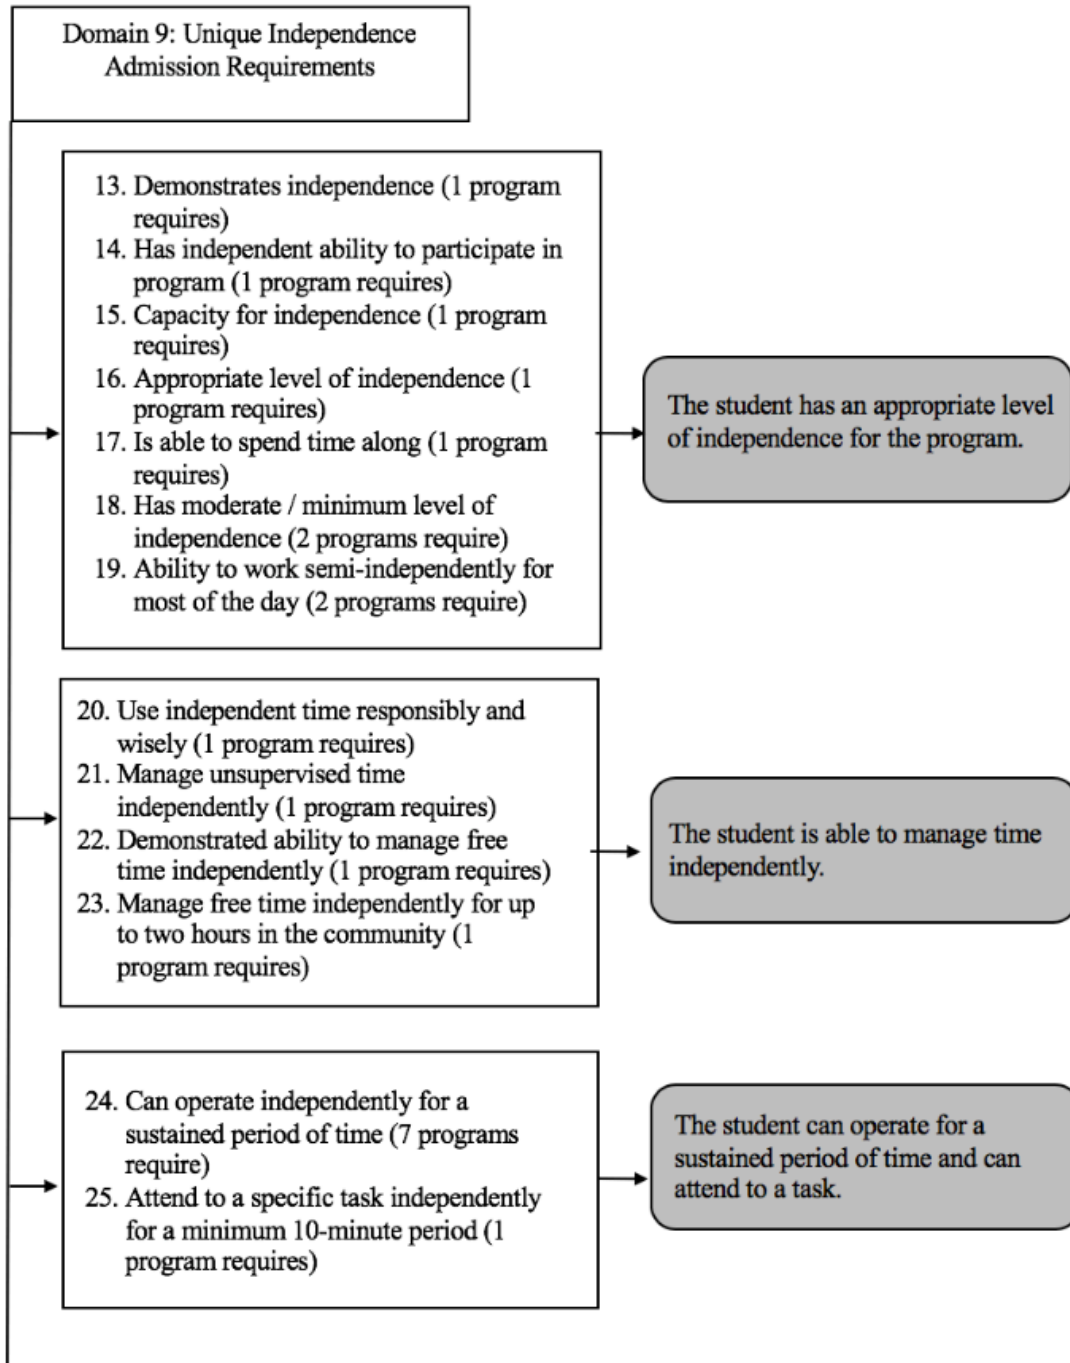 Domain 9: Unique Independence
Admission Requirements
13. Demonstrates independence (1 program
requires)
14. Has independent ability to participate in
program (1 program requires)
15. Capacity for independence (1 program
requires)
16. Appropriate level of independence (1
program requires)
17. Is able to spend time along (1 program
requires)
18. Has moderate / minimum level of
independence (2 programs require)
19. Ability to work semi-independently for
most of the day (2 programs require)
The student has an appropriate level
of independence for the program.
20. Use independent time responsibly and
wisely (1 program requires)
21. Manage unsupervised time
independently (1 program requires)
22. Demonstrated ability to manage free
time independently (1 program requires)
23. Manage free time independently for up
to two hours in the community (1
program requires)
The student is able to manage time
independently.
24. Can operate independently for a
sustained period of time (7 programs
require)
25. Attend to a specific task independently
for a minimum 10-minute period (1
program requires)
The student can operate for a
sustained period of time and can
attend to a task.